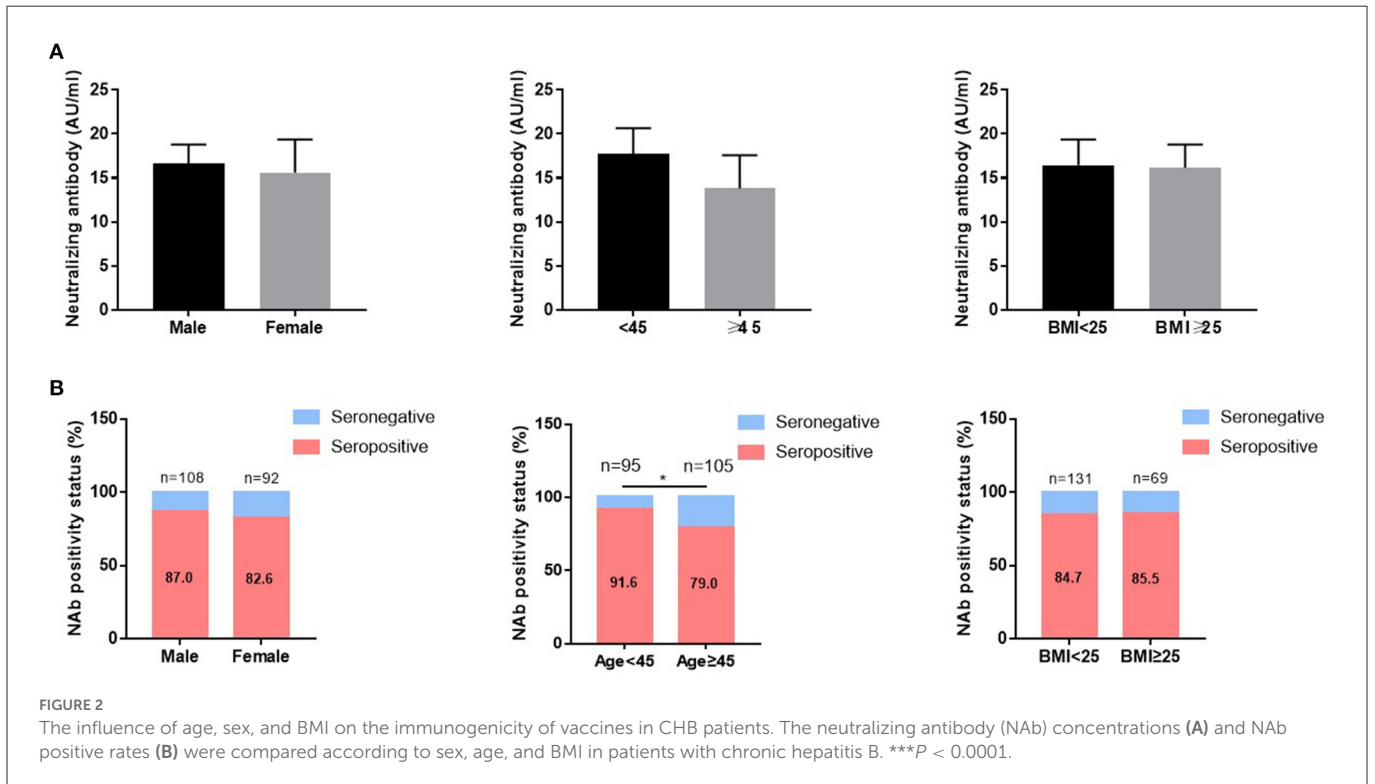 A
Neutralizing antibody (AU/ml)
25
20
15
10
5
0
Male Female
Neutralizing antibody (AU/ml)
25
20
15
10
5
0
<45 ⩾45
Neutralizing antibody (AU/ml)
25
20
15
10
5
0
BMI<25 BMI⩾25
B
NAb positivity status (%)
150
100
50
0
Seronegative
Seropositive
n=108 n=92
87.0 82.6
Male Female
NAb positivity status (%)
150
100
50
0
Seronegative
Seropositive
n=95 n=105
*
91.6 79.0
Age<45 Age≥45
NAb positivity status (%)
150
100
50
0
Seronegative
Seropositive
n=131 n=69
84.7 85.5
BMI<25 BMI≥25
FIGURE 2
The influence of age, sex, and BMI on the immunogenicity of vaccines in CHB patients. The neutralizing antibody (NAb) concentrations (A) and NAb
positive rates (B) were compared according to sex, age, and BMI in patients with chronic hepatitis B. ***P < 0.0001.